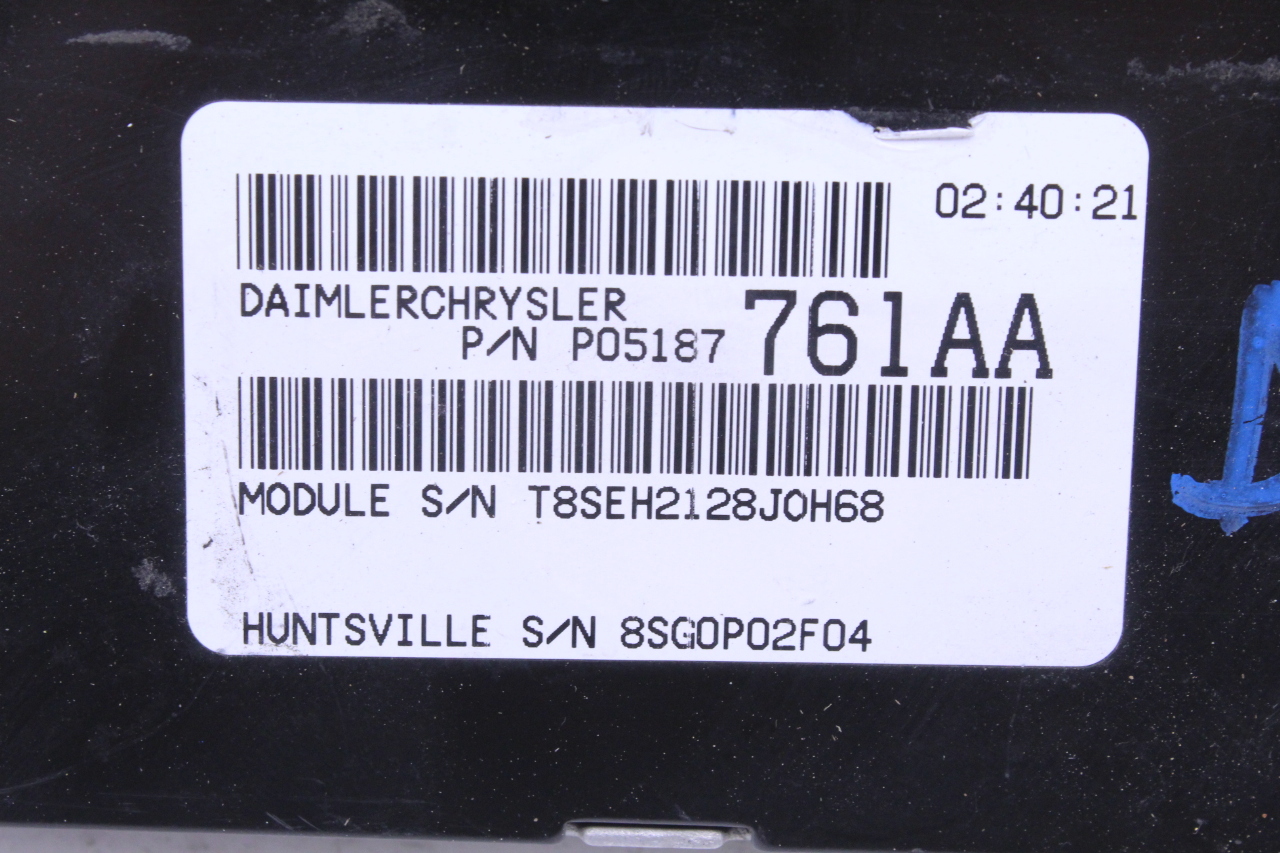 02:40:21
DAIMLERCHRYSLER
P/N P05187 761AA
MODULE S/N T8SEH2128J0H68
HUNTSVILLE S/N 8SG0P02F04